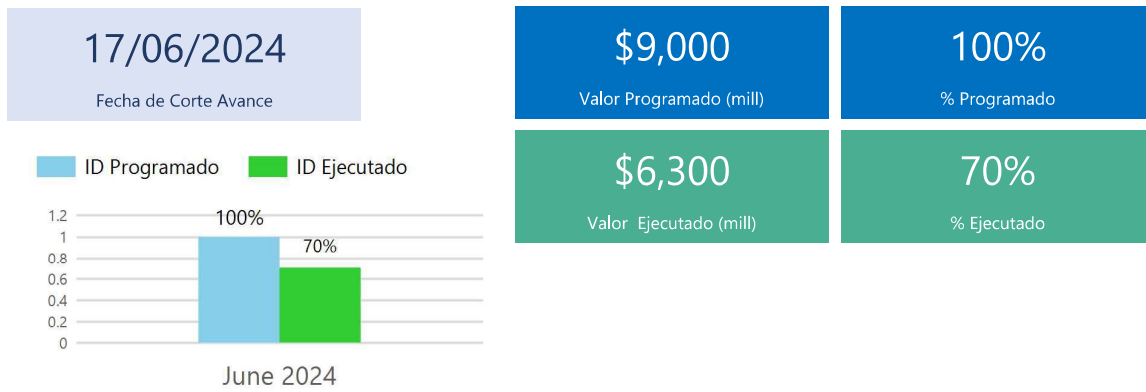 17/06/2024
Fecha de Corte Avance
$9,000
Valor Programado (mill)
100%
% Programado
$6,300
Valor Ejecutado (mill)
70%
% Ejecutado
ID Programado
ID Ejecutado
1.2
1
0.8
0.6
0.4
0.2
0
100%
70%
June 2024